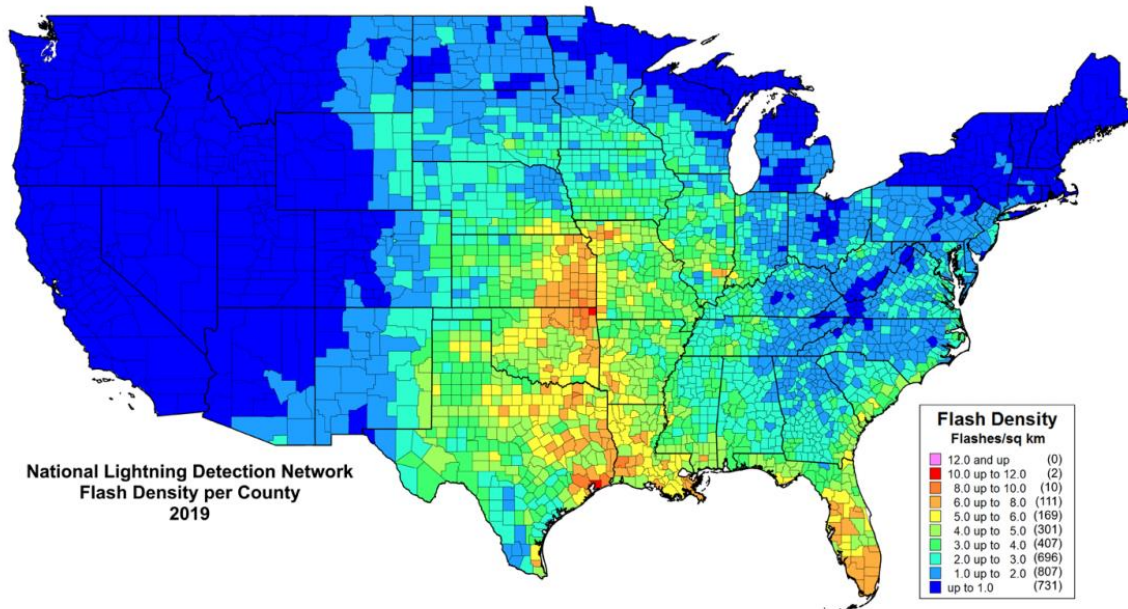 National Lightning Detection Network
Flash Density per County
2019
Flash Density
Flashes/sq km
12.0 and up (0)
10.0 up to 12.0 (2)
8.0 up to 10.0 (10)
6.0 up to 8.0 (111)
5.0 up to 6.0 (169)
4.0 up to 5.0 (301)
3.0 up to 4.0 (407)
2.0 up to 3.0 (696)
1.0 up to 2.0 (807)
up to 1.0 (731)